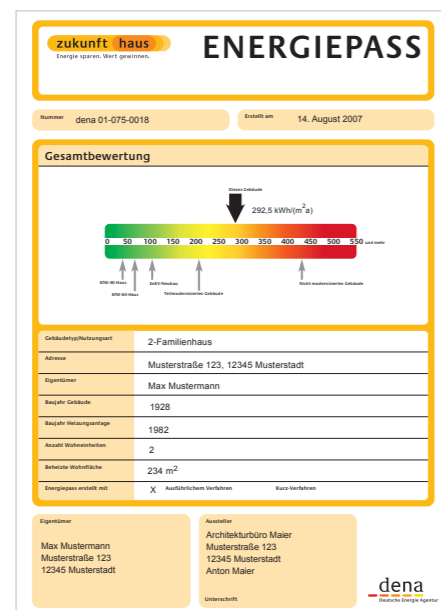 zukunft haus
Energie sparen. Wert gewinnen.
ENERGIEPASS
Nummer dena 01-075-0018
Erstellt am 14. August 2007
Gesamtbewertung
Dieses Gebäude
292,5 kWh/(m²a)
0 50 100 150 200 250 300 350 400 450 500 550 und mehr
KfW-40-Haus
KfW-60-Haus
EnEV-Neubau
Teilmodernisiertes Gebäude
Nicht modernisiertes Gebäude
Gebäudetyp/Nutzungsart 2-Familienhaus
Adresse Musterstraße 123, 12345 Musterstadt
Eigentümer Max Mustermann
Baujahr Gebäude 1928
Baujahr Heizungsanlage 1982
Anzahl Wohneinheiten 2
Beheizte Wohnfläche 234 m²
Energiepass erstellt mit X Ausführlichem Verfahren Kurz-Verfahren
Eigentümer
Max Mustermann
Musterstraße 123
12345 Musterstadt
Aussteller
Architekturbüro Maier
Musterstraße 123
12345 Musterstadt
Anton Maier
Unterschrift
dena
Deutsche Energie-Agentur